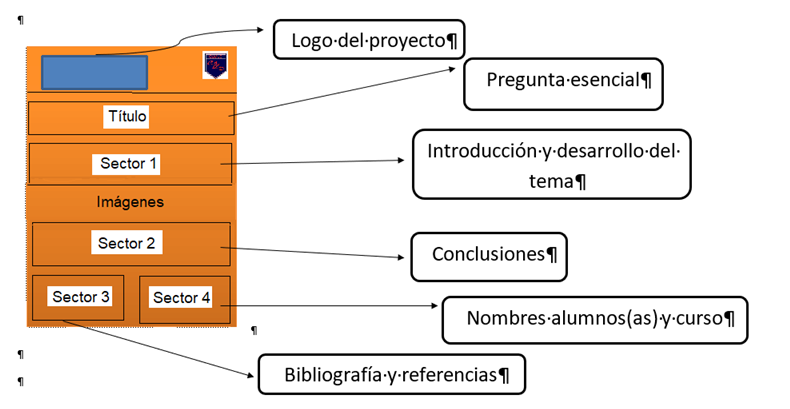 ¶
Logo·del·proyecto¶
Pregunta·esencial¶
Título
Introducción·y·desarrollo·del·
tema¶
Sector 1
Imágenes
Sector 2
Conclusiones¶
Sector 3
Sector 4
Nombres·alumnos(as)·y·curso¶
¶
¶
Bibliografía·y·referencias¶
¶